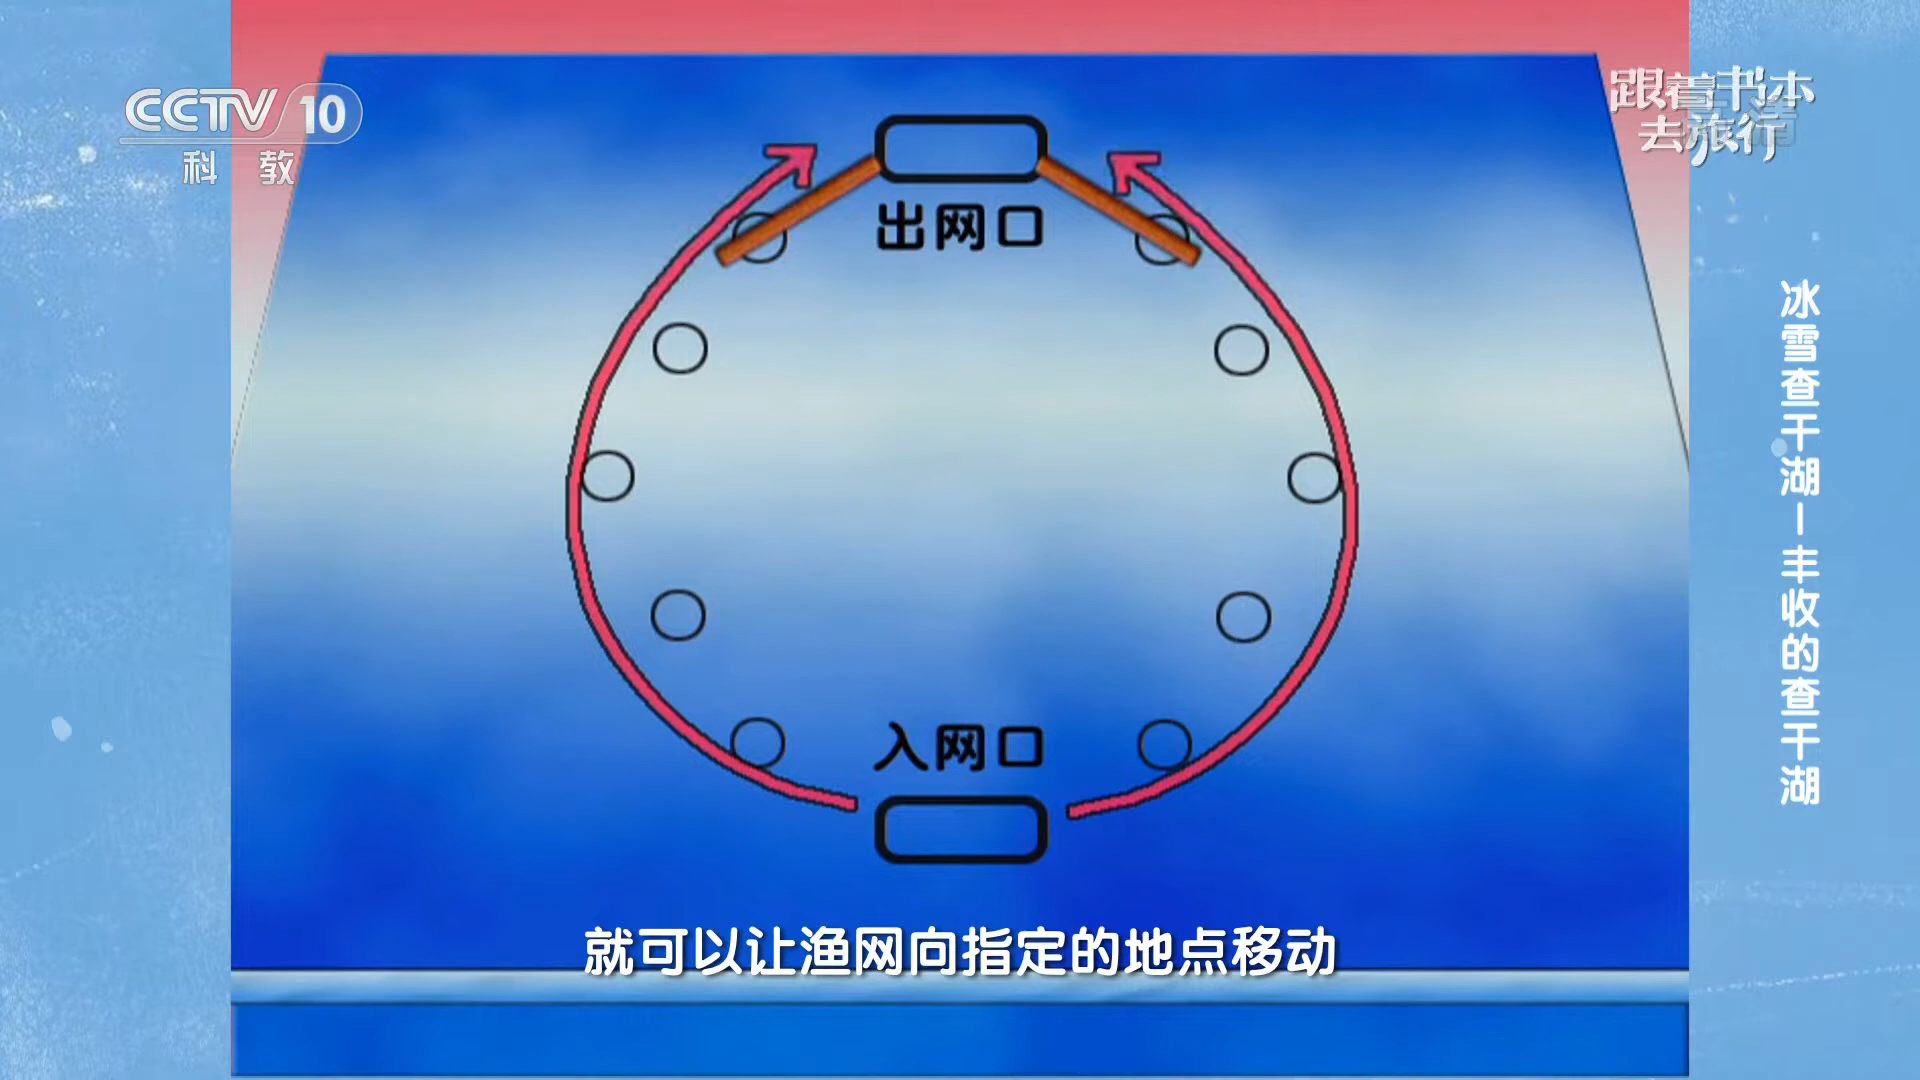 CCTV 10
科 教
跟着书本
去旅行
出网口
入网口
冰雪查干湖—丰收的查干湖
就可以让渔网向指定的地点移动